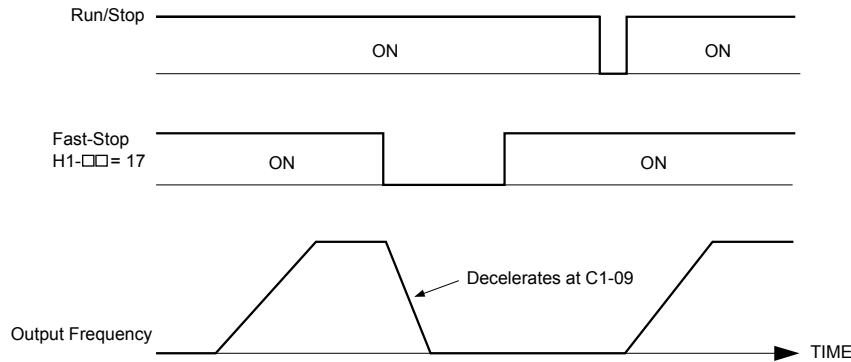 Run/Stop
ON
ON
Fast-Stop
H1-□□= 17
ON
ON
Decelerates at C1-09
Output Frequency
TIME